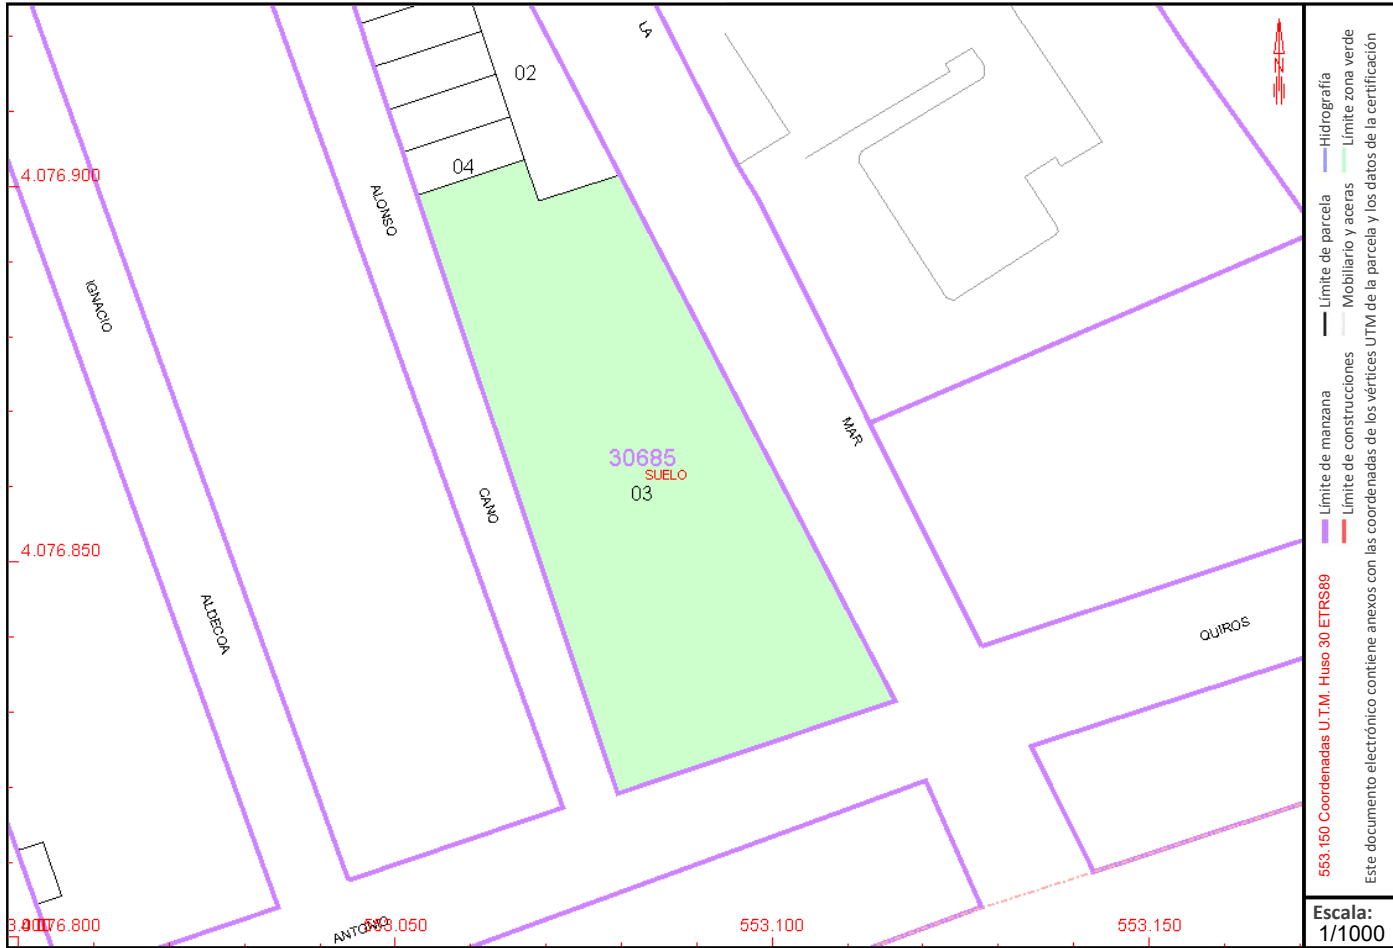 LA
02
04
4.076.900
ALONSO
IGNACIO
MAR
30685
SUELO
03
CANO
4.076.850
ALDECOA
QUIROS
4.076.800
553.050
553.100
553.150
ANTONIO
N
Hidrografía
Límite zona verde
Límite de parcela
Mobiliario y aceras
Límite de manzana
Límite de construcciones
553.150 Coordenadas U.T.M. Huso 30 ETRS89
Este documento electrónico contiene anexos con las coordenadas de los vértices UTM de la parcela y los datos de la certificación
Escala:
1/1000